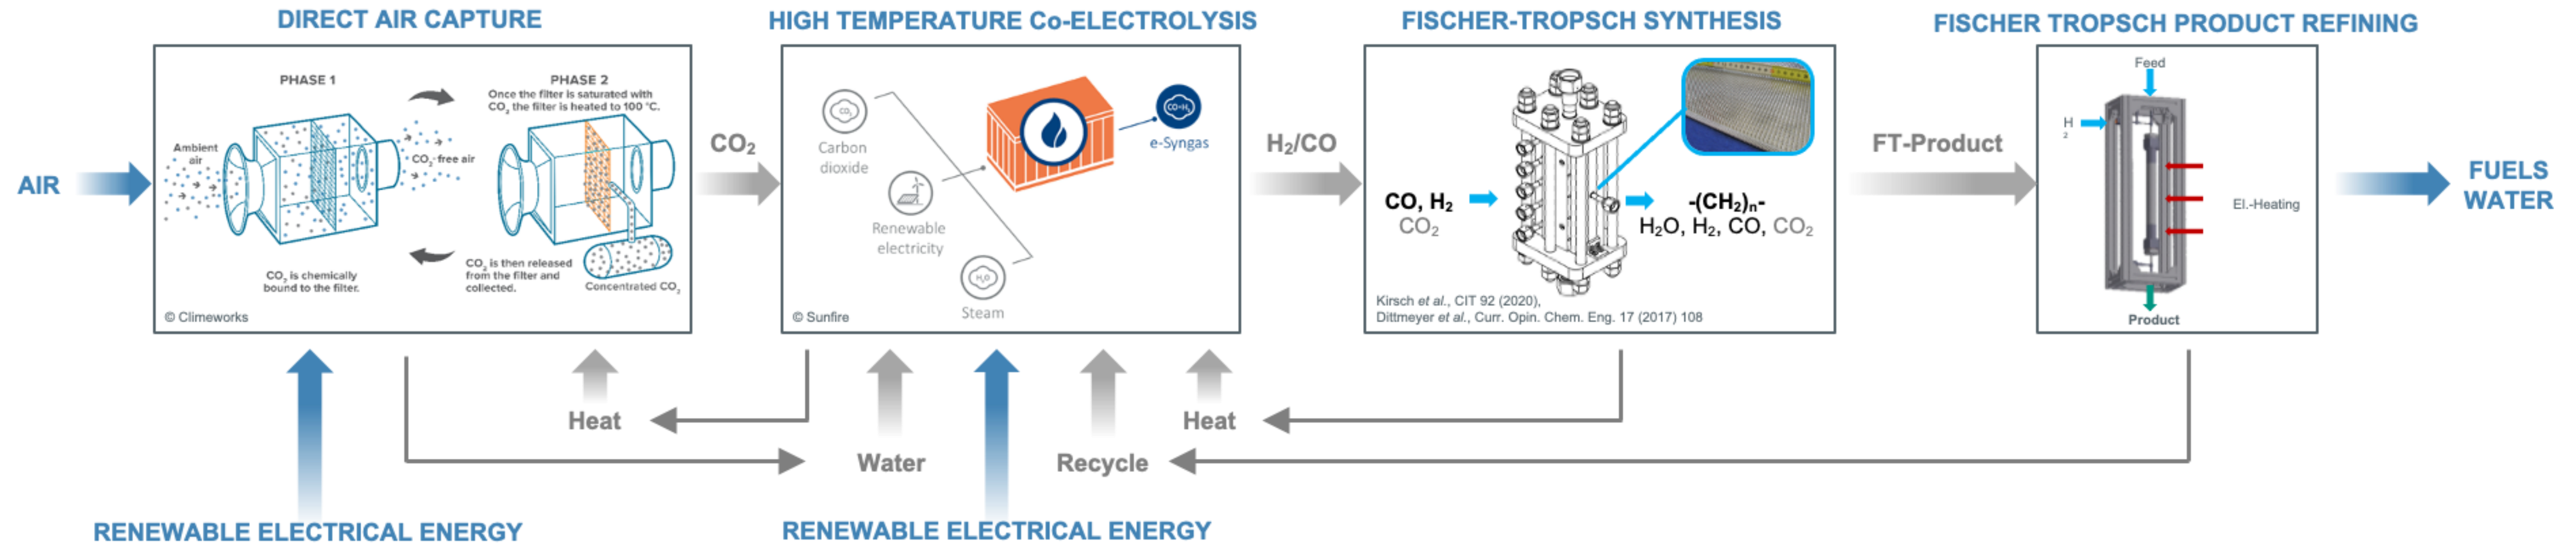 DIRECT AIR CAPTURE
HIGH TEMPERATURE Co-ELECTROLYSIS
FISCHER-TROPSCH SYNTHESIS
FISCHER TROPSCH PRODUCT REFINING
AIR
PHASE 1
Ambient
air
CO₂-free air
CO₂ is chemically
bound to the filter.
PHASE 2
Once the filter is saturated with
CO₂ the filter is heated to 100 °C.
CO₂ is then released
from the filter and
collected.
Concentrated CO₂
© Climeworks
CO₂
CO₂
Carbon
dioxide
Renewable
electricity
H₂O
Steam
CO+H₂
e-Syngas
© Sunfire
H₂/CO
CO, H₂
CO₂
-(CH₂)ₙ-
H₂O, H₂, CO, CO₂
Kirsch et al., CIT 92 (2020),
Dittmeyer et al., Curr. Opin. Chem. Eng. 17 (2017) 108
FT-Product
Feed
H
2
El.-Heating
Product
FUELS
WATER
Heat
Water
Recycle
Heat
RENEWABLE ELECTRICAL ENERGY
RENEWABLE ELECTRICAL ENERGY